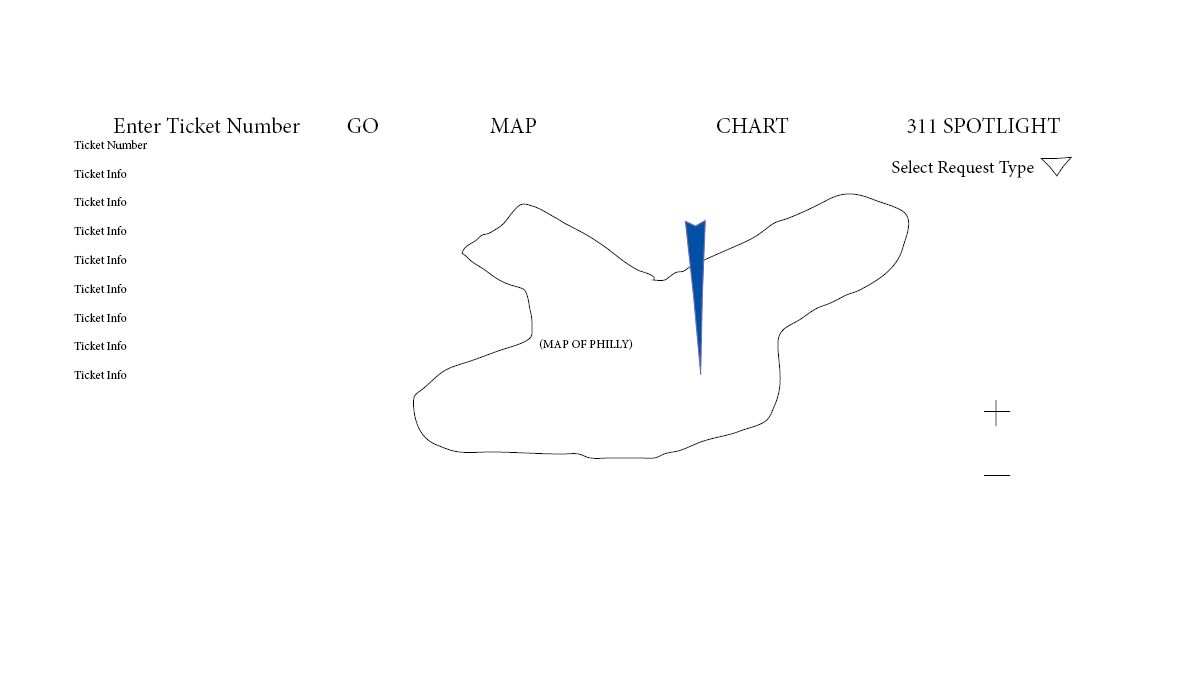 Enter Ticket Number GO MAP CHART 311 SPOTLIGHT
Ticket Number
Select Request Type
Ticket Info
Ticket Info
Ticket Info
Ticket Info
Ticket Info
Ticket Info
(MAP OF PHILLY)
Ticket Info
Ticket Info